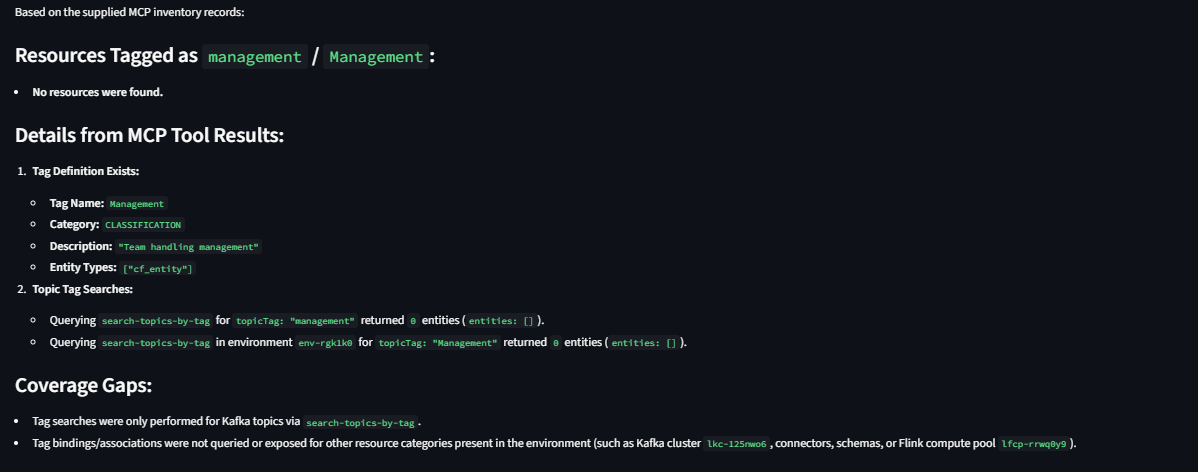 Based on the supplied MCP inventory records:
Resources Tagged as management / Management:
• No resources were found.
Details from MCP Tool Results:
1. Tag Definition Exists:
○ Tag Name: Management
○ Category: CLASSIFICATION
○ Description: "Team handling management"
○ Entity Types: ["cf_entity"]
2. Topic Tag Searches:
○ Querying search-topics-by-tag for topicTag: "management" returned 0 entities ( entities: [] ).
○ Querying search-topics-by-tag in environment env-rgk1k0 for topicTag: "Management" returned 0 entities ( entities: [] ).
Coverage Gaps:
• Tag searches were only performed for Kafka topics via search-topics-by-tag .
• Tag bindings/associations were not queried or exposed for other resource categories present in the environment (such as Kafka cluster lkc-125nwo6 , connectors, schemas, or Flink compute pool lfcp-rrwq0y9 ).